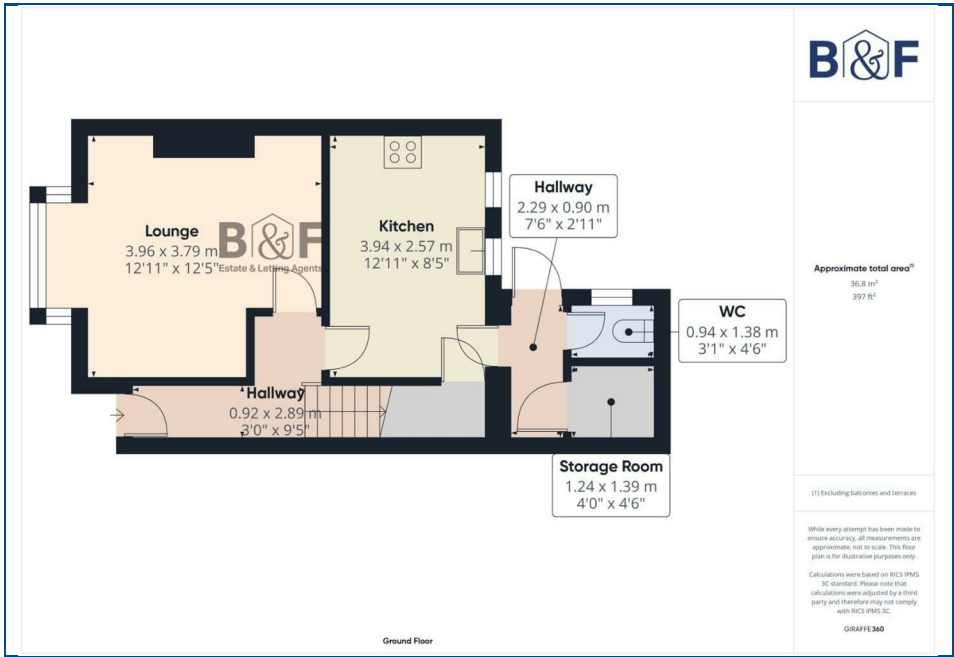 B&F
Hallway
2.29 x 0.90 m
7'6" x 2'11"
Lounge
3.96 x 3.79 m
12'11" x 12'5"
B&F
Estate & Letting Agents
Kitchen
3.94 x 2.57 m
12'11" x 8'5"
WC
0.94 x 1.38 m
3'1" x 4'6"
Hallway
0.92 x 2.89 m
3'0" x 9'5"
Storage Room
1.24 x 1.39 m
4'0" x 4'6"
Ground Floor
Approximate total area(1)
36.8 m²
397 ft²
(1) Excluding balconies and terraces
While every attempt has been made to
ensure accuracy, all measurements are
approximate, not to scale. This floor
plan is for illustrative purposes only.
Calculations were based on RICS IPMS
3C standard. Please note that
calculations were adjusted by a third
party and therefore may not comply
with RICS IPMS 3C.
GIRAFFE360